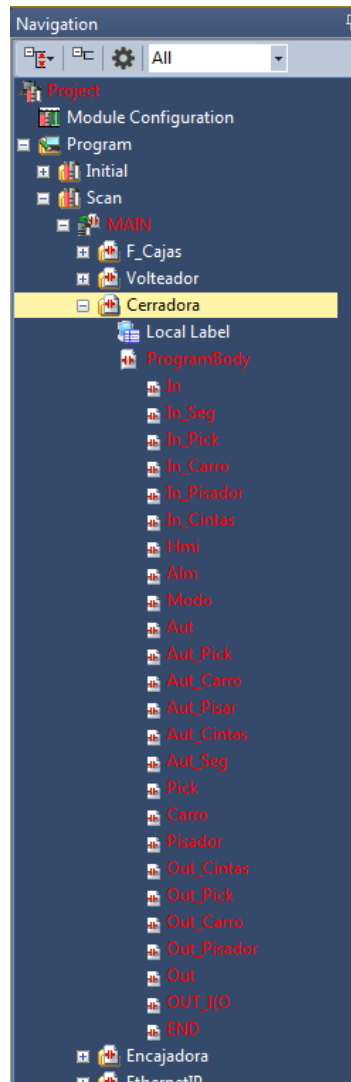 Navigation
All
Project
Module Configuration
Program
Initial
Scan
MAIN
F_Cajas
Volteador
Cerradora
Local Label
ProgramBody
In
In_Seg
In_Pick
In_Carro
In_Pisador
In_Cintas
Hmi
Alm
Modo
Aut
Aut_Pick
Aut_Carro
Aut_Pisar
Aut_Cintas
Aut_Seg
Pick
Carro
Pisador
Out_Cintas
Out_Pick
Out_Carro
Out_Pisador
Out
OUT_I(O
END
Encajadora
EthernetIP